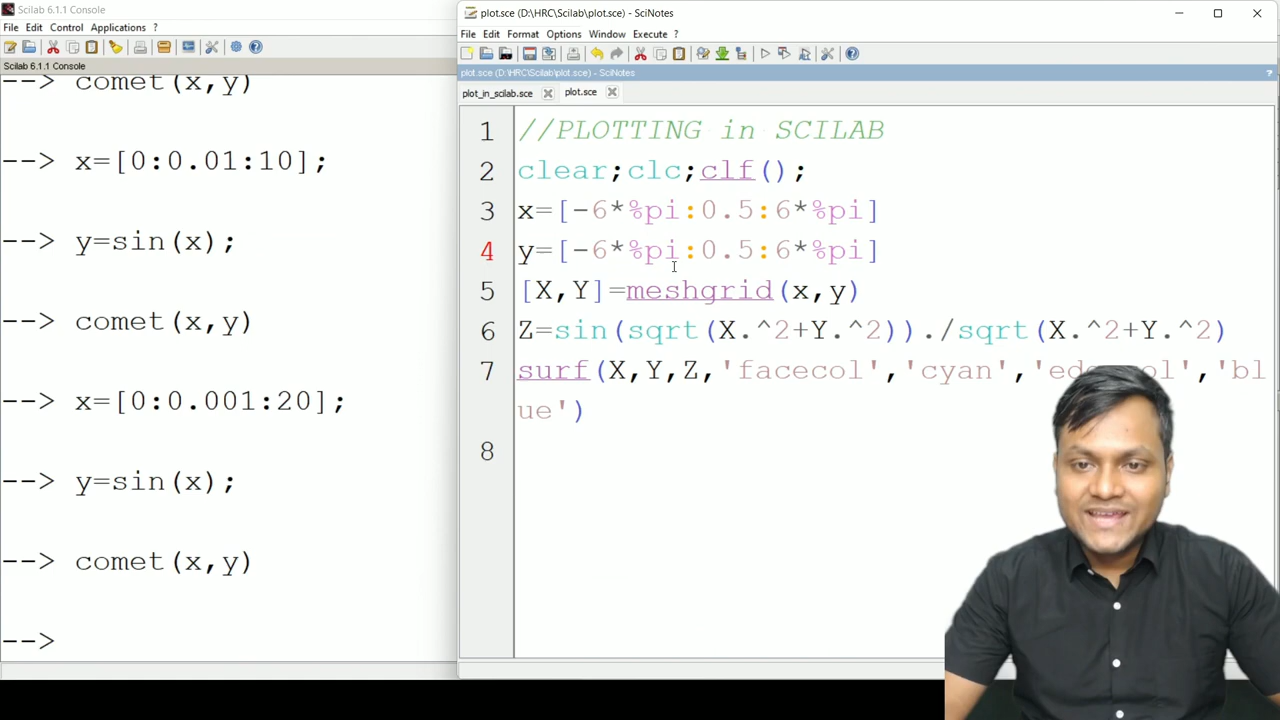 Scilab 6.1.1 Console
File Edit Control Applications ?
Scilab 6.1.1 Console
--> comet(x,y)
--> x=[0:0.01:10];
--> y=sin(x);
--> comet(x,y)
--> x=[0:0.001:20];
--> y=sin(x);
--> comet(x,y)
-->
plot.sce (D:\HRC\Scilab\plot.sce) - SciNotes
File Edit Format Options Window Execute ?
plot.sce (D:\HRC\Scilab\plot.sce) - SciNotes ?
plot_in_scilab.sce plot.sce
1 //PLOTTING in SCILAB
2 clear;clc;clf();
3 x=[-6*%pi:0.5:6*%pi]
4 y=[-6*%pi:0.5:6*%pi]
5 [X,Y]=meshgrid(x,y)
6 Z=sin(sqrt(X.^2+Y.^2))./sqrt(X.^2+Y.^2)
7 surf(X,Y,Z,'facecol','cyan','bl
ue')
8